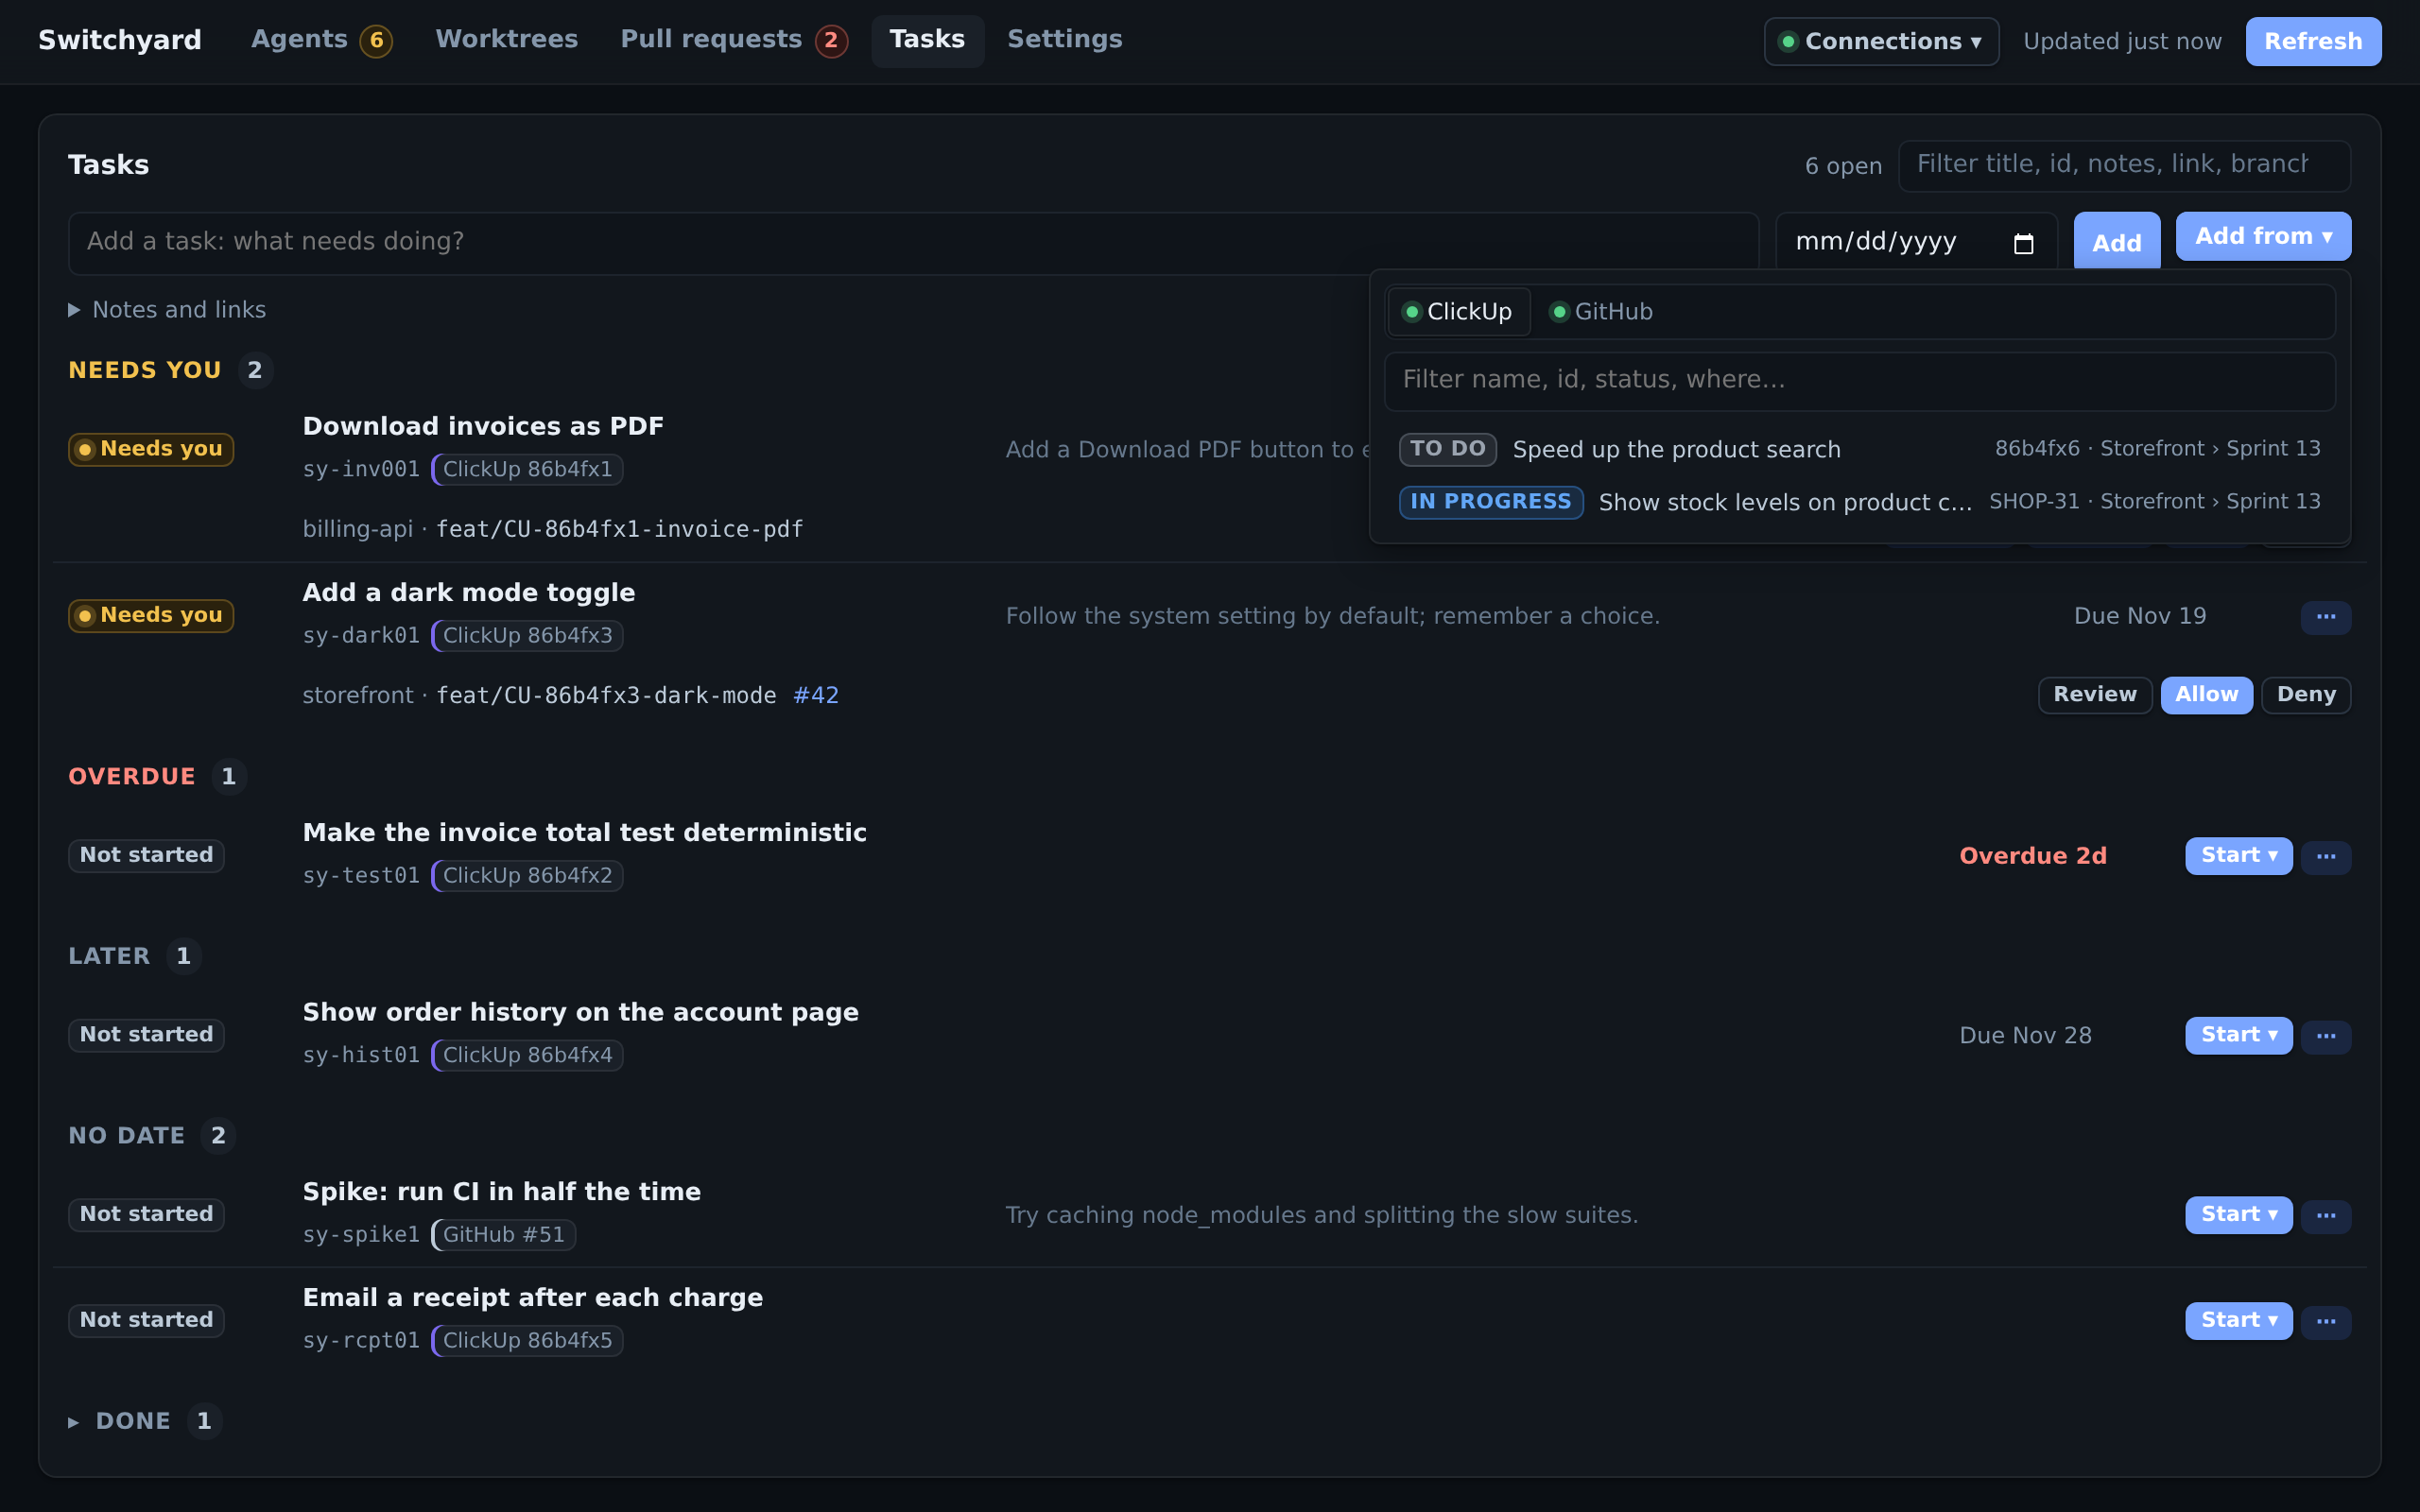 Switchyard Agents 6 Worktrees Pull requests 2 Tasks Settings Connections ▾ Updated just now Refresh
Tasks 6 open Filter title, id, notes, link, branch
Add a task: what needs doing? mm/dd/yyyy Add Add from ▾
▶ Notes and links
ClickUp GitHub
Filter name, id, status, where...
TO DO Speed up the product search 86b4fx6 · Storefront › Sprint 13
IN PROGRESS Show stock levels on product c... SHOP-31 · Storefront › Sprint 13
NEEDS YOU 2
Needs you Download invoices as PDF Add a Download PDF button to e
sy-inv001 ClickUp 86b4fx1
billing-api · feat/CU-86b4fx1-invoice-pdf
Needs you Add a dark mode toggle Follow the system setting by default; remember a choice. Due Nov 19 ···
sy-dark01 ClickUp 86b4fx3
storefront · feat/CU-86b4fx3-dark-mode #42 Review Allow Deny
OVERDUE 1
Not started Make the invoice total test deterministic Overdue 2d Start ▾ ···
sy-test01 ClickUp 86b4fx2
LATER 1
Not started Show order history on the account page Due Nov 28 Start ▾ ···
sy-hist01 ClickUp 86b4fx4
NO DATE 2
Not started Spike: run CI in half the time Try caching node_modules and splitting the slow suites. Start ▾ ···
sy-spike1 GitHub #51
Not started Email a receipt after each charge Start ▾ ···
sy-rcpt01 ClickUp 86b4fx5
▸ DONE 1